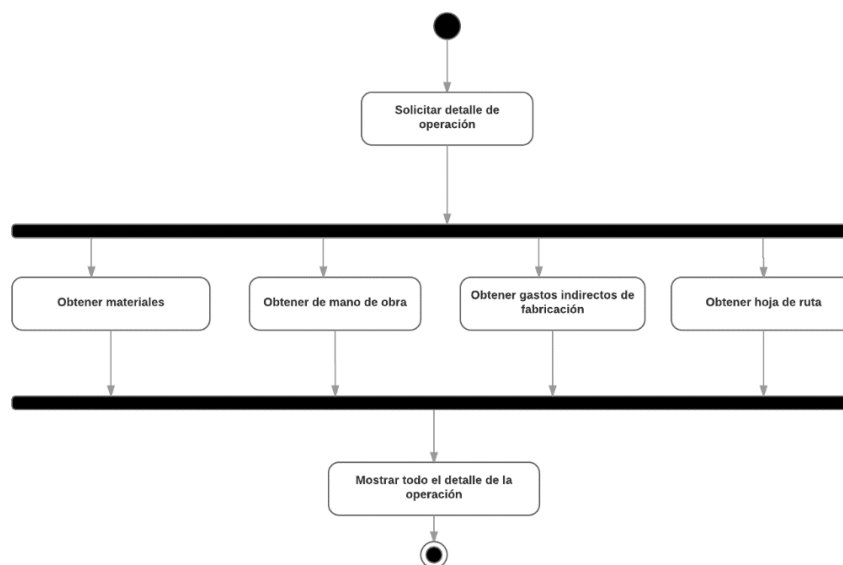 Solicitar detalle de
operación
Obtener materiales
Obtener de mano de obra
Obtener gastos indirectos de
fabricación
Obtener hoja de ruta
Mostrar todo el detalle de la
operación